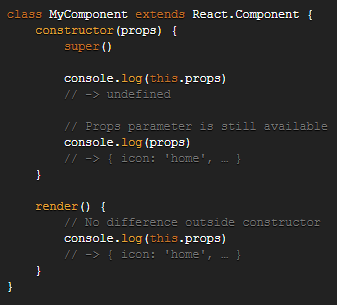 class MyComponent extends React.Component {
    constructor(props) {
        super()

        console.log(this.props)
        // -> undefined

        // Props parameter is still available
        console.log(props)
        // -> { icon: 'home', … }
    }

    render() {
        // No difference outside constructor
        console.log(this.props)
        // -> { icon: 'home', … }
    }
}